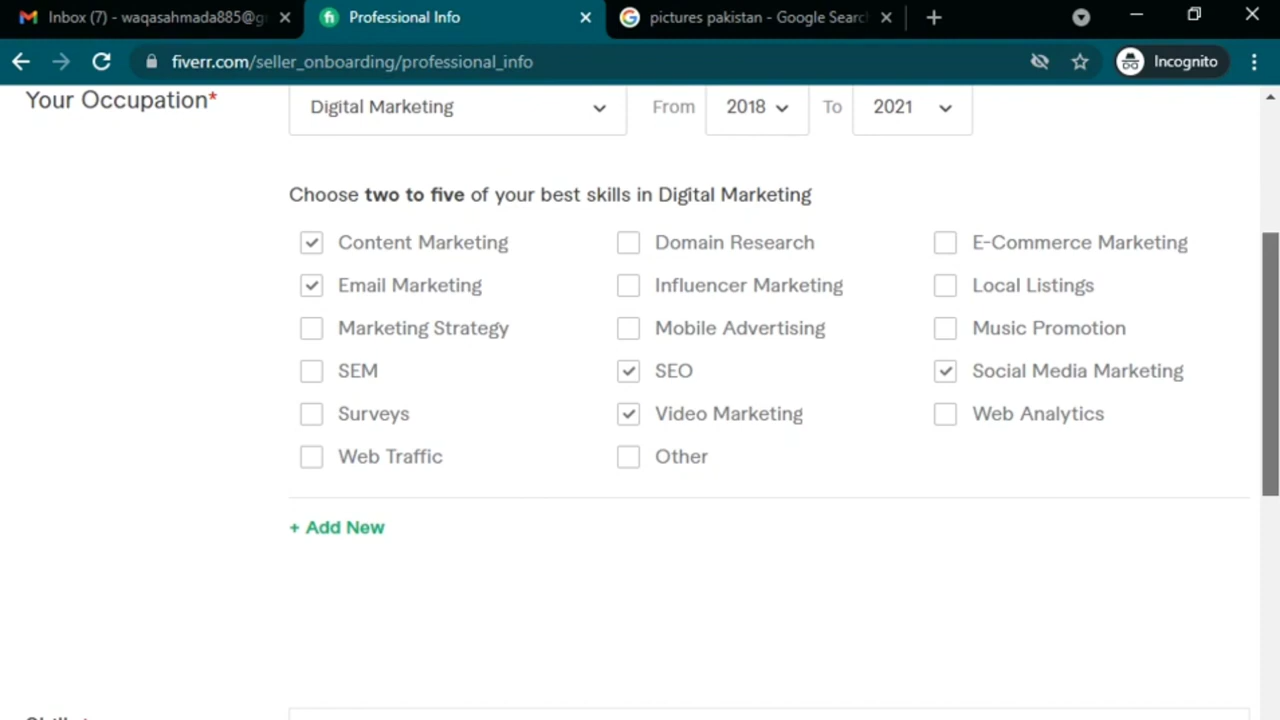 Inbox (7) - waqasahmada885@g
Professional Info
pictures pakistan - Google Searc
fiverr.com/seller_onboarding/professional_info
Incognito
Your Occupation*
Digital Marketing
From
2018
To
2021
Choose two to five of your best skills in Digital Marketing
Content Marketing
Domain Research
E-Commerce Marketing
Email Marketing
Influencer Marketing
Local Listings
Marketing Strategy
Mobile Advertising
Music Promotion
SEM
SEO
Social Media Marketing
Surveys
Video Marketing
Web Analytics
Web Traffic
Other
+ Add New